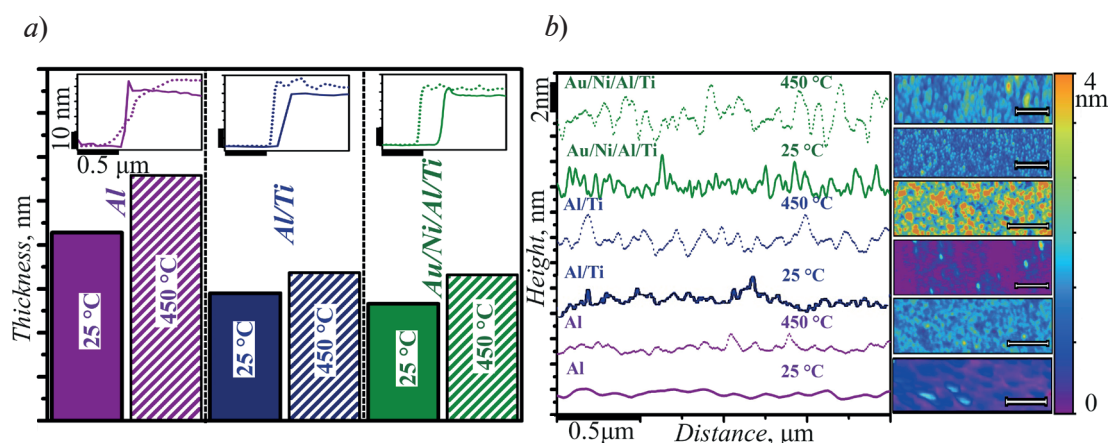 a)
10 nm
0.5 μm
Thickness, nm
Al
Al/Ti
Au/Ni/Al/Ti
25 °C
450 °C
25 °C
450 °C
25 °C
450 °C
b)
2nm
Height, nm
Au/Ni/Al/Ti 450 °C
Au/Ni/Al/Ti 25 °C
Al/Ti 450 °C
Al/Ti 25 °C
Al 450 °C
Al 25 °C
0.5μm
Distance, μm
4
nm
0